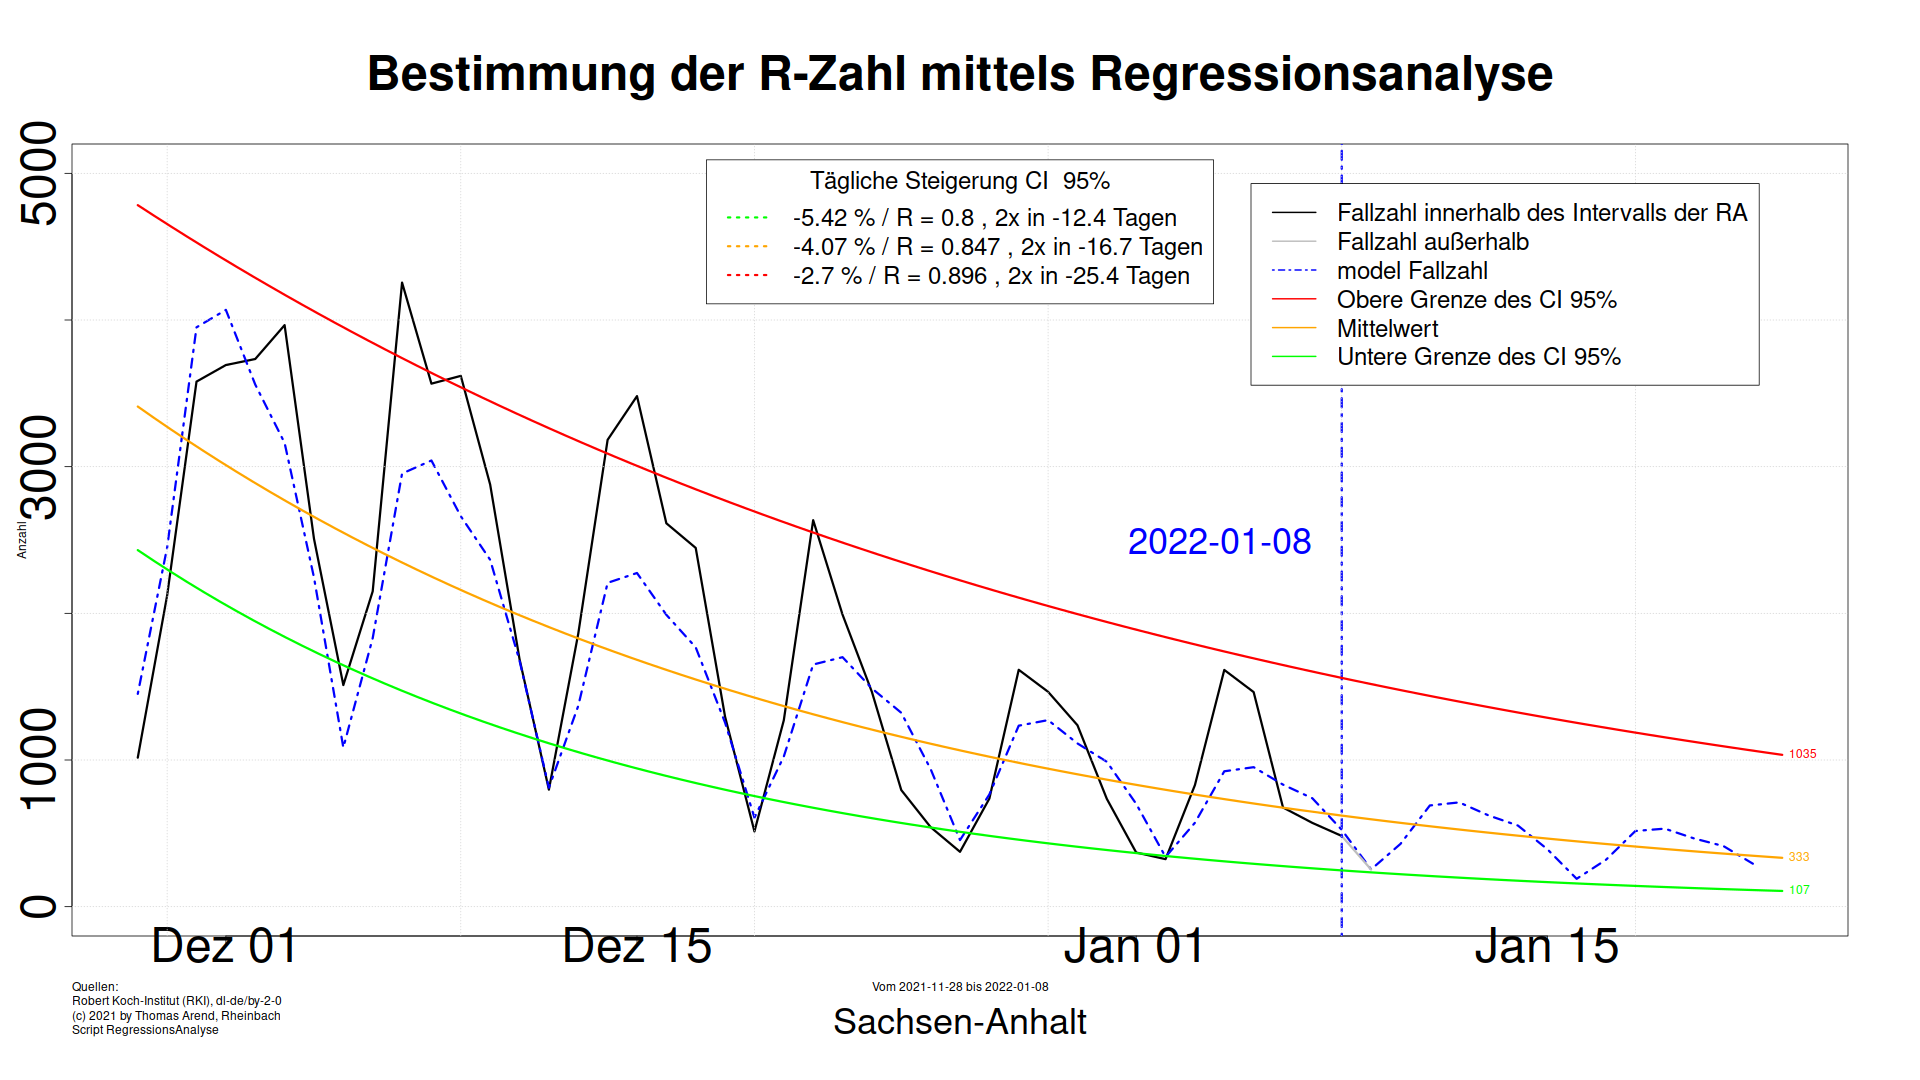 Bestimmung der R-Zahl mittels Regressionsanalyse
5000
3000
1000
0
Anzahl
Tägliche Steigerung CI  95%
-5.42 % / R = 0.8 , 2x in -12.4 Tagen
-4.07 % / R = 0.847 , 2x in -16.7 Tagen
-2.7 % / R = 0.896 , 2x in -25.4 Tagen
Fallzahl innerhalb des Intervalls der RA
Fallzahl außerhalb
model Fallzahl
Obere Grenze des CI 95%
Mittelwert
Untere Grenze des CI 95%
2022-01-08
1035
333
107
Dez 01
Dez 15
Jan 01
Jan 15
Quellen:
Robert Koch-Institut (RKI), dl-de/by-2-0
(c) 2021 by Thomas Arend, Rheinbach
Script RegressionsAnalyse
Vom 2021-11-28 bis 2022-01-08
Sachsen-Anhalt